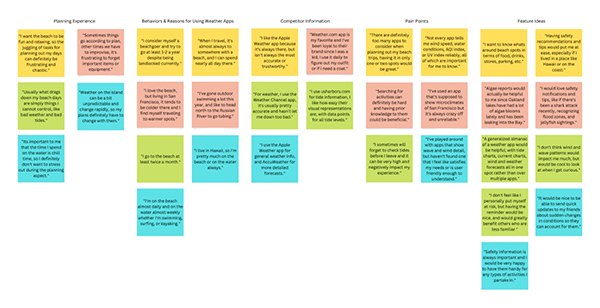 Planning Experience
Behaviors & Reasons for Using Weather Apps
Competitor Information
Pain Points
Feature Ideas
"I want the beach to be
fun and relaxing, so
the juggling of tasks for
planning out my days
can definitely be
frustrating and
chaotic."
"Sometimes things
go according to plan,
other times we have
to improvise, it's
frustrating to forget
important items or
equipment."
"I consider myself a
beachgoer and try to
go at least 1-2 a year
despite being
landlocked currently."
"When I travel, it's
almost always to
somewhere with a
beach, and I can spend
nearly all day there."
"I like the Apple
Weather app because
it's always there, but
isn't always the most
accurate or
trustworthy."
"Weather.com app is
my favorite and I've
been loyal to their
brand since I was a
kid, I use it daily to
figure out my outfit
or if I need a coat."
"There are definitely
too many apps to
consider when
planning out my beach
trips, having it in only
one or two spots would
be great."
"Not every app tells
me wind speed, water
conditions, AQI index,
or UV index reliably, all
of which are important
for me to know."
"I want to know whats
around beach spots in
terms of food, drinks,
stores, parking, etc."
"Having safety
recommendations and
tips would put me at
ease, especially if I
lived in a place like
Hawaii or on the
coast."
"Usually what tings
down my beach days
are simply things I
cannot control, like
bad weather and bad
tides."
"Weather on the Island
can be a lot
unpredictable and
change rapidly, so my
plans definitely have to
change with them."
"I love the beach,
but living in San
Francisco, it tends to
be colder there and I
find myself traveling
to warmer spots."
"I've gone outdoor
swimming a lot this
year, and like to head
north to the Russian
River to go tubing."
"For weather, I use the
Weather Channel app,
it's usually pretty
accurate and hasn't let
me down too bad."
"I use usharbors.com
for tide information, I
like how easy their
visual representations
are, with data points
for all tide levels."
"Searching for
activities can
definitely be hard
and having prior
knowledge to them
could be beneficial."
"I've used an app
that's supposed to
show microclimates
of San Francisco but
it's always crap off
and unreliable."
"Algae reports would
actually be helpful
to me since Oakland
lakes have had a lot
of algae blooms
lately and has been
leaking into the Bay."
"I would love safety
notifications and
tips, like if there's
been a shark attack
recently, recognizing
flood zones, and
jellyfish sightings."
"It's important to me
that the time I spend
on the water is chill
time, so I definitely
don't want to stress
out during the
planning aspect."
"I go to the beach
at least twice a
month."
"I live in Hawaii, so I'm
pretty much on the
beach or on the water
always."
"I use the Apple
Weather app for
general weather info,
and AccuWeather for
more detailed
forecasts."
"I sometimes will
forget to check tides
before I leave and it
can be very high and
negatively impact my
experience."
"I've played around
with apps that show
wave and wind detail,
but haven't found one
that I feel like satisfies
my needs or is user
friendly enough to
understand."
"A generalized almanac
of a weather app would
be helpful, with tide
charts, current charts,
wind and weather
forecasts all in one
spot rather than over
multiple apps."
"I don't think wind and
wave patterns would
impact me much, but
would be cool to look
at when I get curious."
"I'm on the beach
almost daily and on the
water almost weekly
whether I'm swimming,
surfing, or kayaking."
"I don't feel like I
personally put myself
at risk, but having the
reminder would be
nice, and would greatly
benefit others who are
less familiar."
"It would be nice to be
able to send quick
updates to my friends
about sudden changes
in conditions so they
can account for them."
"Safety information is
always important and I
would be very happy
to have them handy for
any types of activities I
partake in."